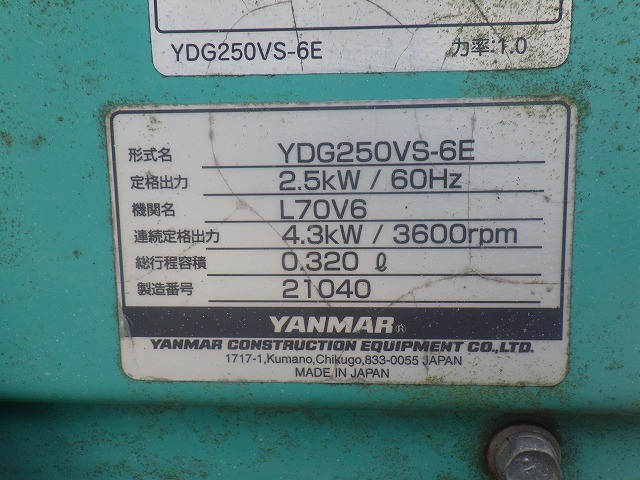 YDG250VS-6E 力率:1.0
形式名 YDG250VS-6E
定格出力 2.5kW / 60Hz
機関名 L70V6
連続定格出力 4.3kW / 3600rpm
総行程容積 0.320 ℓ
製造番号 21040
YANMAR®
YANMAR CONSTRUCTION EQUIPMENT CO.,LTD.
1717-1,Kumano,Chikugo,833-0055 JAPAN
MADE IN JAPAN